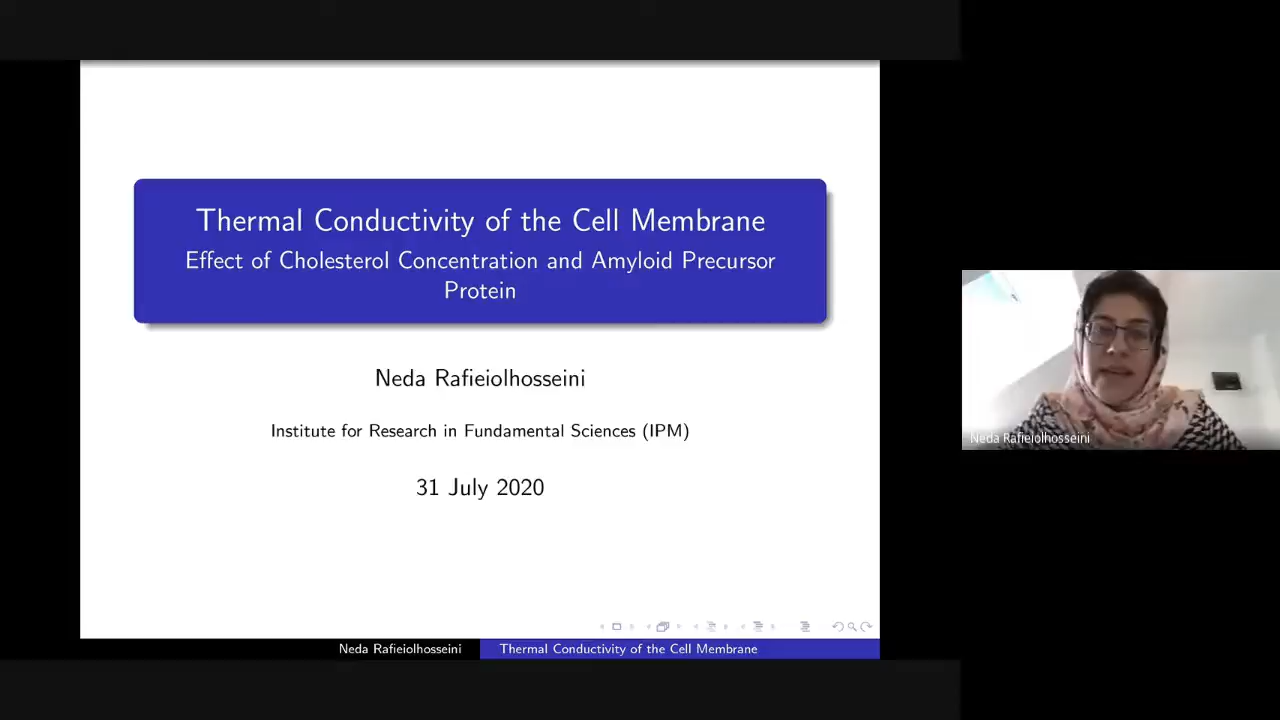 Thermal Conductivity of the Cell Membrane
Effect of Cholesterol Concentration and Amyloid Precursor
Protein
Neda Rafieiolhosseini
Institute for Research in Fundamental Sciences (IPM)
31 July 2020
Neda Rafieiolhosseini
Thermal Conductivity of the Cell Membrane
Neda Rafieiolhosseini